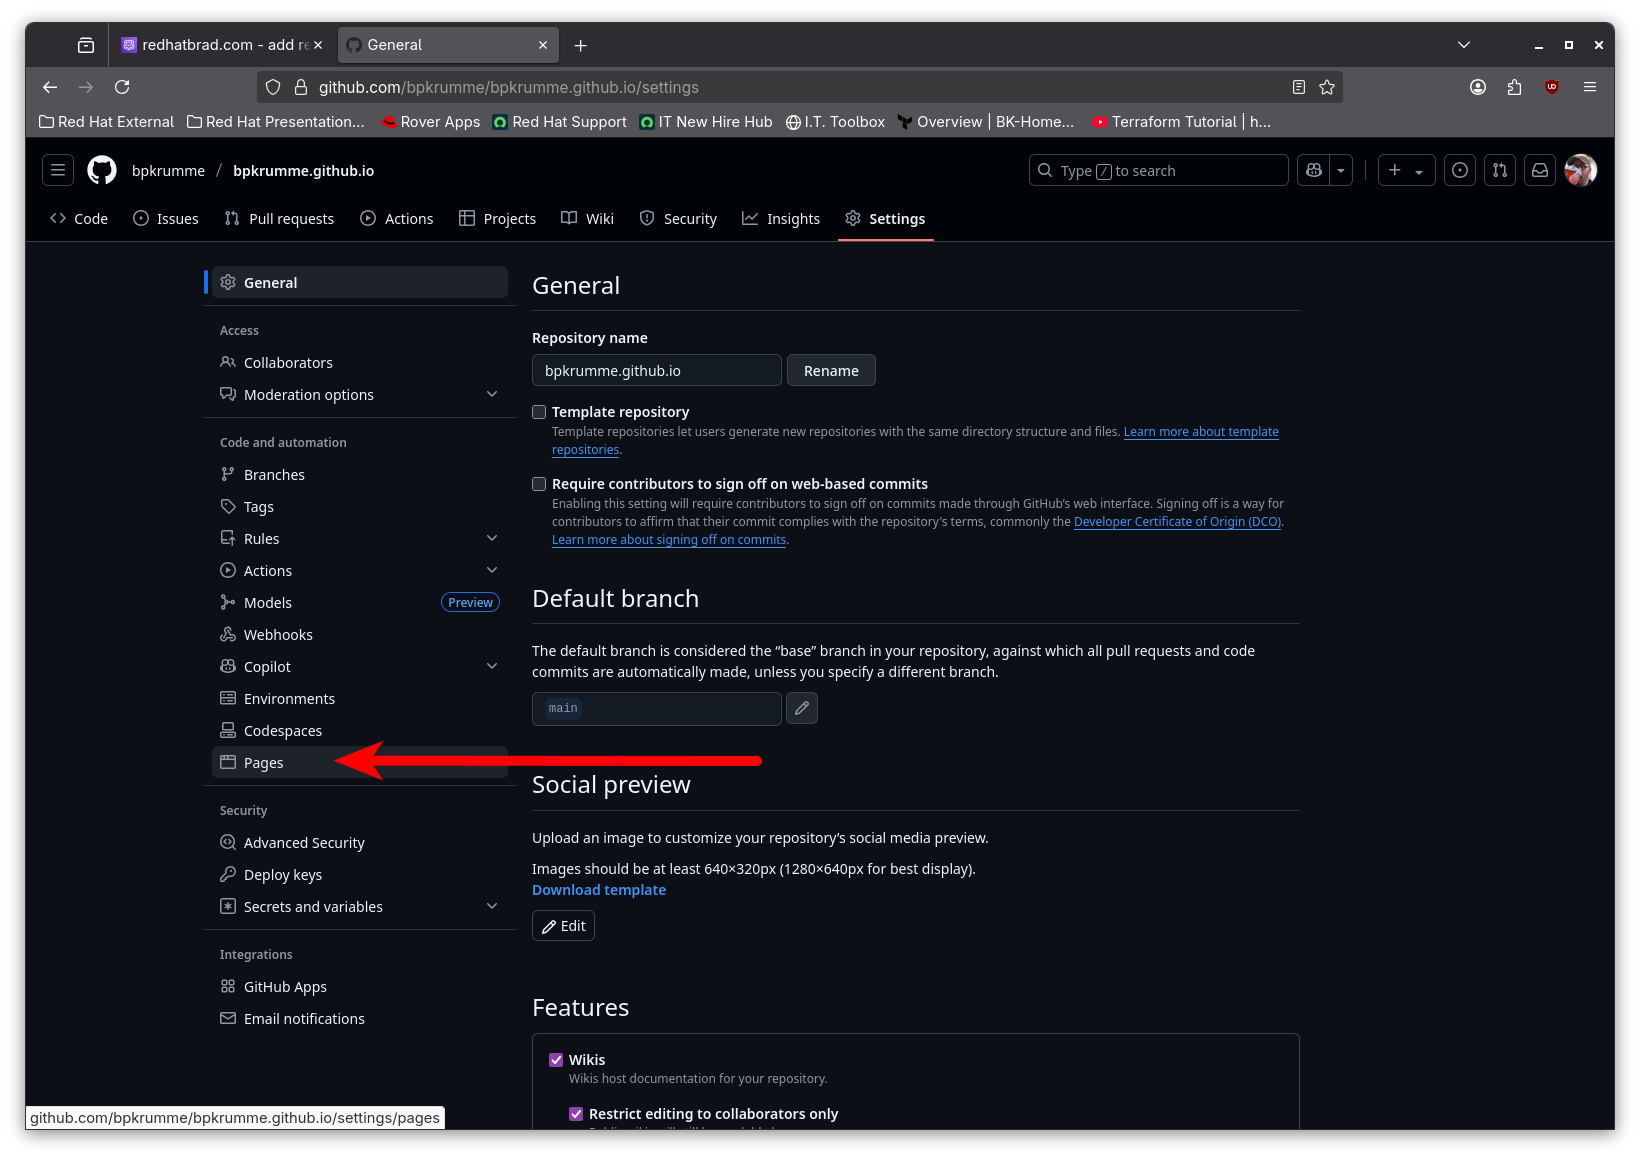 redhatbrad.com - add re
General
github.com/bpkrumme/bpkrumme.github.io/settings
Red Hat External
Red Hat Presentation...
Rover Apps
Red Hat Support
IT New Hire Hub
I.T. Toolbox
Overview | BK-Home...
Terraform Tutorial | h...
bpkrumme / bpkrumme.github.io
Type / to search
Code
Issues
Pull requests
Actions
Projects
Wiki
Security
Insights
Settings
General
Access
Collaborators
Moderation options
Code and automation
Branches
Tags
Rules
Actions
Models
Preview
Webhooks
Copilot
Environments
Codespaces
Pages
Security
Advanced Security
Deploy keys
Secrets and variables
Integrations
GitHub Apps
Email notifications
General
Repository name
bpkrumme.github.io
Rename
Template repository
Template repositories let users generate new repositories with the same directory structure and files. Learn more about template
repositories.
Require contributors to sign off on web-based commits
Enabling this setting will require contributors to sign off on commits made through GitHub's web interface. Signing off is a way for
contributors to affirm that their commit complies with the repository's terms, commonly the Developer Certificate of Origin (DCO).
Learn more about signing off on commits.
Default branch
The default branch is considered the “base” branch in your repository, against which all pull requests and code
commits are automatically made, unless you specify a different branch.
main
Social preview
Upload an image to customize your repository’s social media preview.
Images should be at least 640×320px (1280×640px for best display).
Download template
Edit
Features
Wikis
Wikis host documentation for your repository.
Restrict editing to collaborators only
github.com/bpkrumme/bpkrumme.github.io/settings/pages